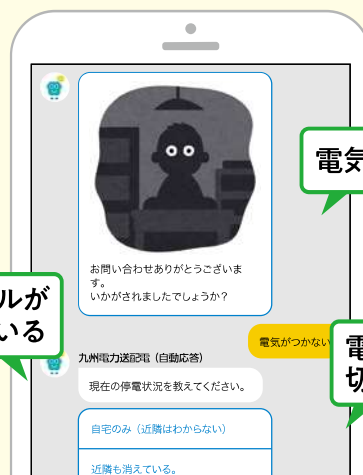 電気
お問い合わせありがとうございま
す。
いかがされましたでしょうか?
ルが
いる
電気がつかない
電
切
九州電力送配電（自動応答）
現在の停電状況を教えてください。
自宅のみ（近隣はわからない）
近隣も消えている。